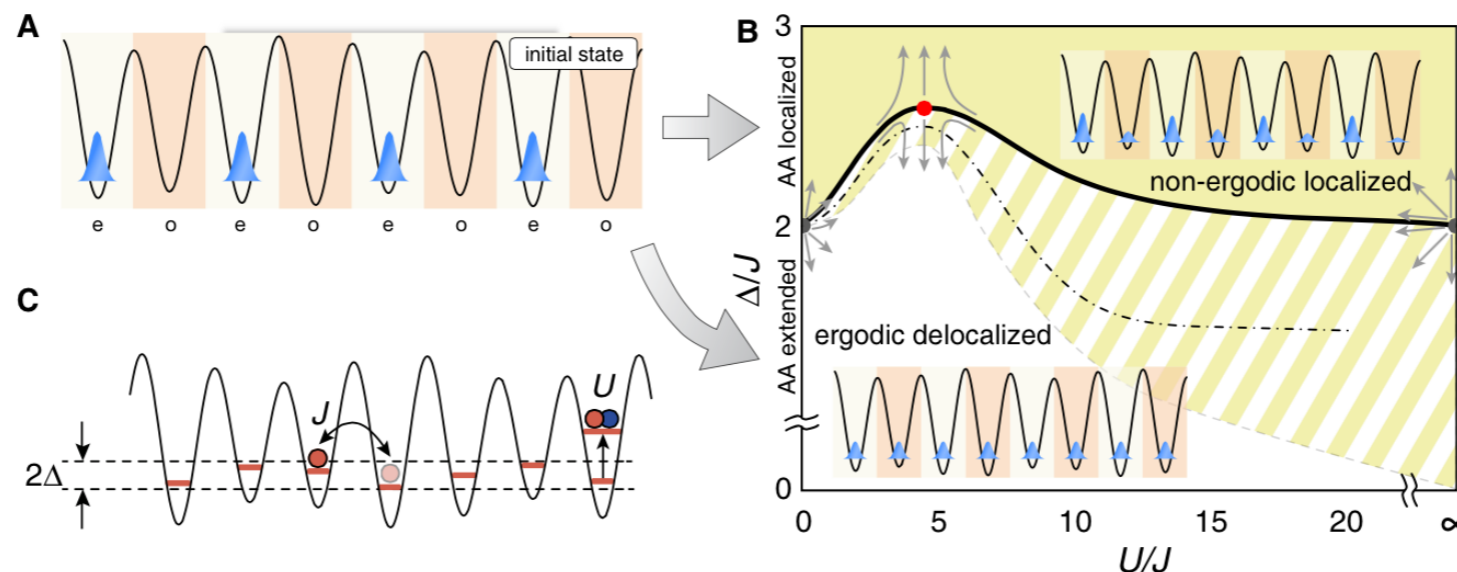 A
initial state
e o e o e o e o
C
J
U
2Δ
B
3
2
0
Δ/J
AA localized
AA extended
non-ergodic localized
ergodic delocalized
0 5 10 15 20 ∞
U/J